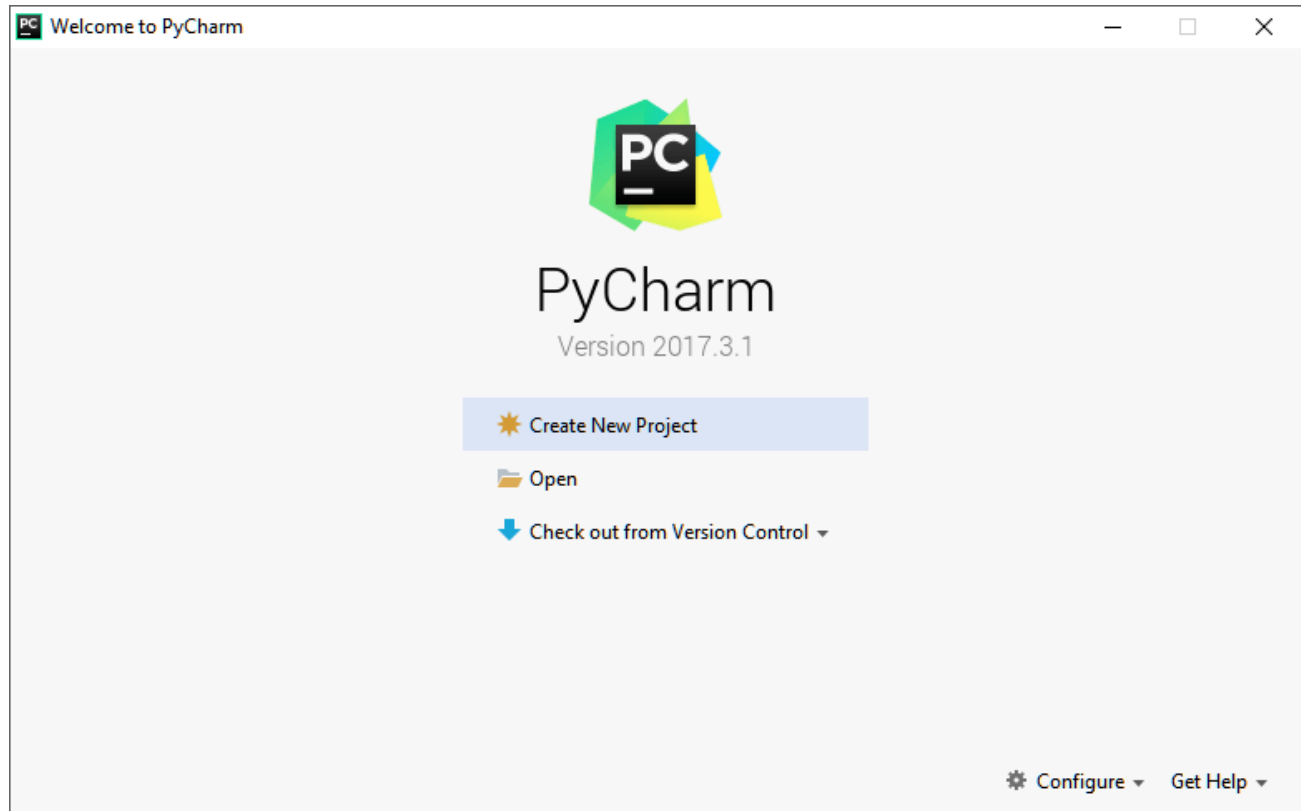 PC Welcome to PyCharm
PC
PyCharm
Version 2017.3.1
Create New Project
Open
Check out from Version Control
Configure Get Help